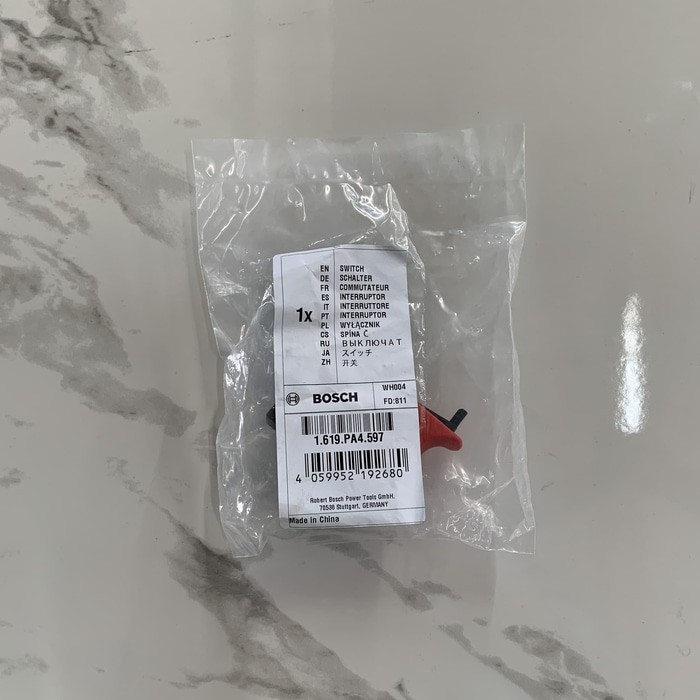 1x
EN SWITCH
DE SCHALTER
FR COMMUTATEUR
ES INTERRUPTOR
IT INTERRUTTORE
PT INTERRUPTOR
PL WYŁĄCZNIK
CS SPÍNA Č
RU ВЫКЛЮЧАТ
JA スイッチ
ZH 开关
BOSCH
WH004
FD:811
1.619.PA4.597
4 059952 192680
Robert Bosch Power Tools GmbH,
70538 Stuttgart, GERMANY
Made in China